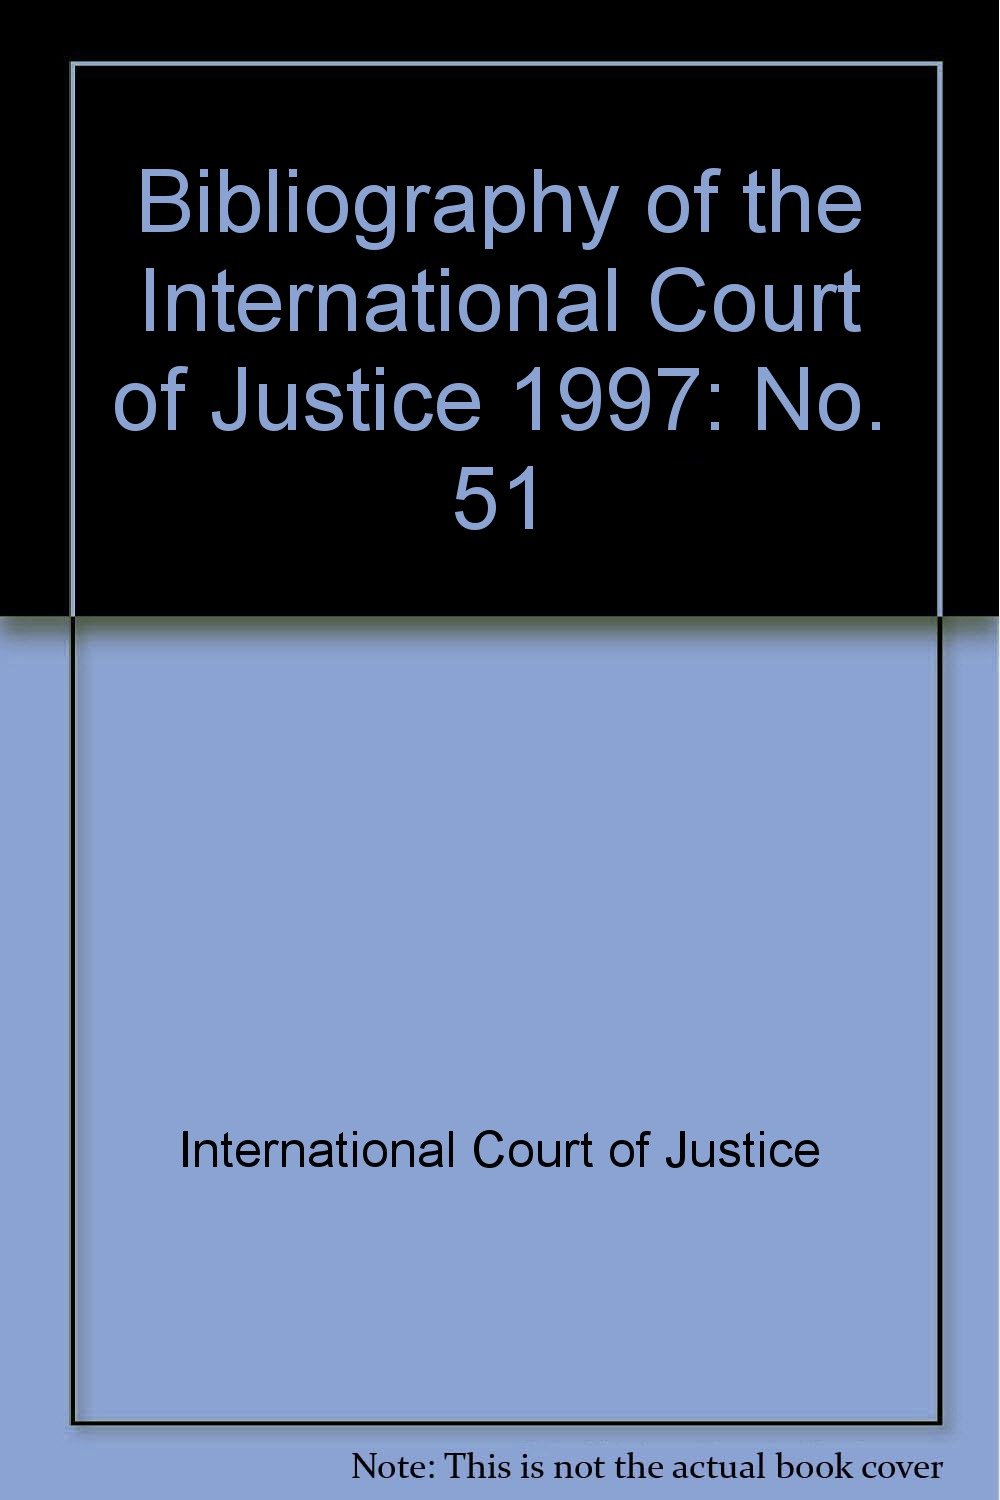 Bibliography of the
International Court
of Justice 1997: No.
51
International Court of Justice
Note: This is not the actual book cover